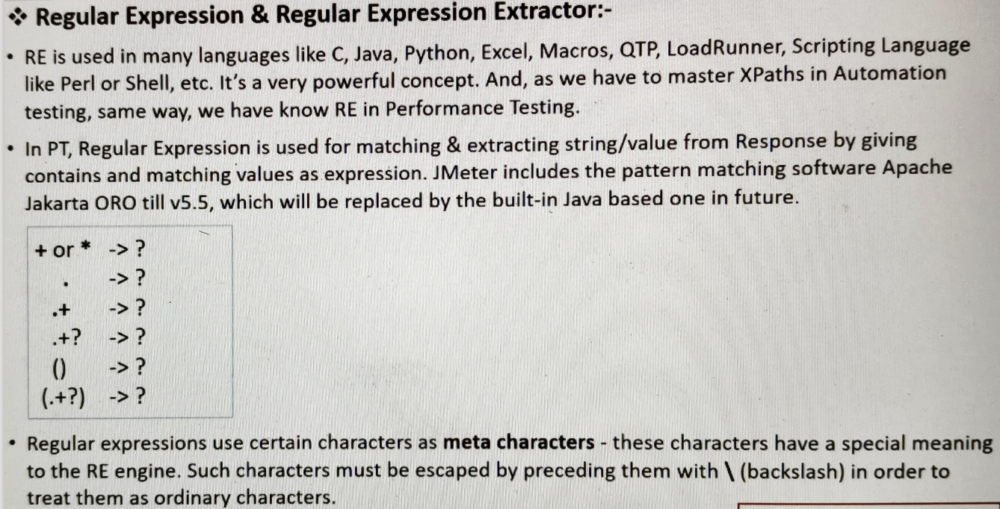 ❖ Regular Expression & Regular Expression Extractor:-
• RE is used in many languages like C, Java, Python, Excel, Macros, QTP, LoadRunner, Scripting Language
like Perl or Shell, etc. It's a very powerful concept. And, as we have to master XPaths in Automation
testing, same way, we have know RE in Performance Testing.
• In PT, Regular Expression is used for matching & extracting string/value from Response by giving
contains and matching values as expression. JMeter includes the pattern matching software Apache
Jakarta ORO till v5.5, which will be replaced by the built-in Java based one in future.
+ or * -> ?
. -> ?
.+ -> ?
.+? -> ?
() -> ?
(.+?) -> ?
• Regular expressions use certain characters as meta characters - these characters have a special meaning
to the RE engine. Such characters must be escaped by preceding them with \ (backslash) in order to
treat them as ordinary characters.